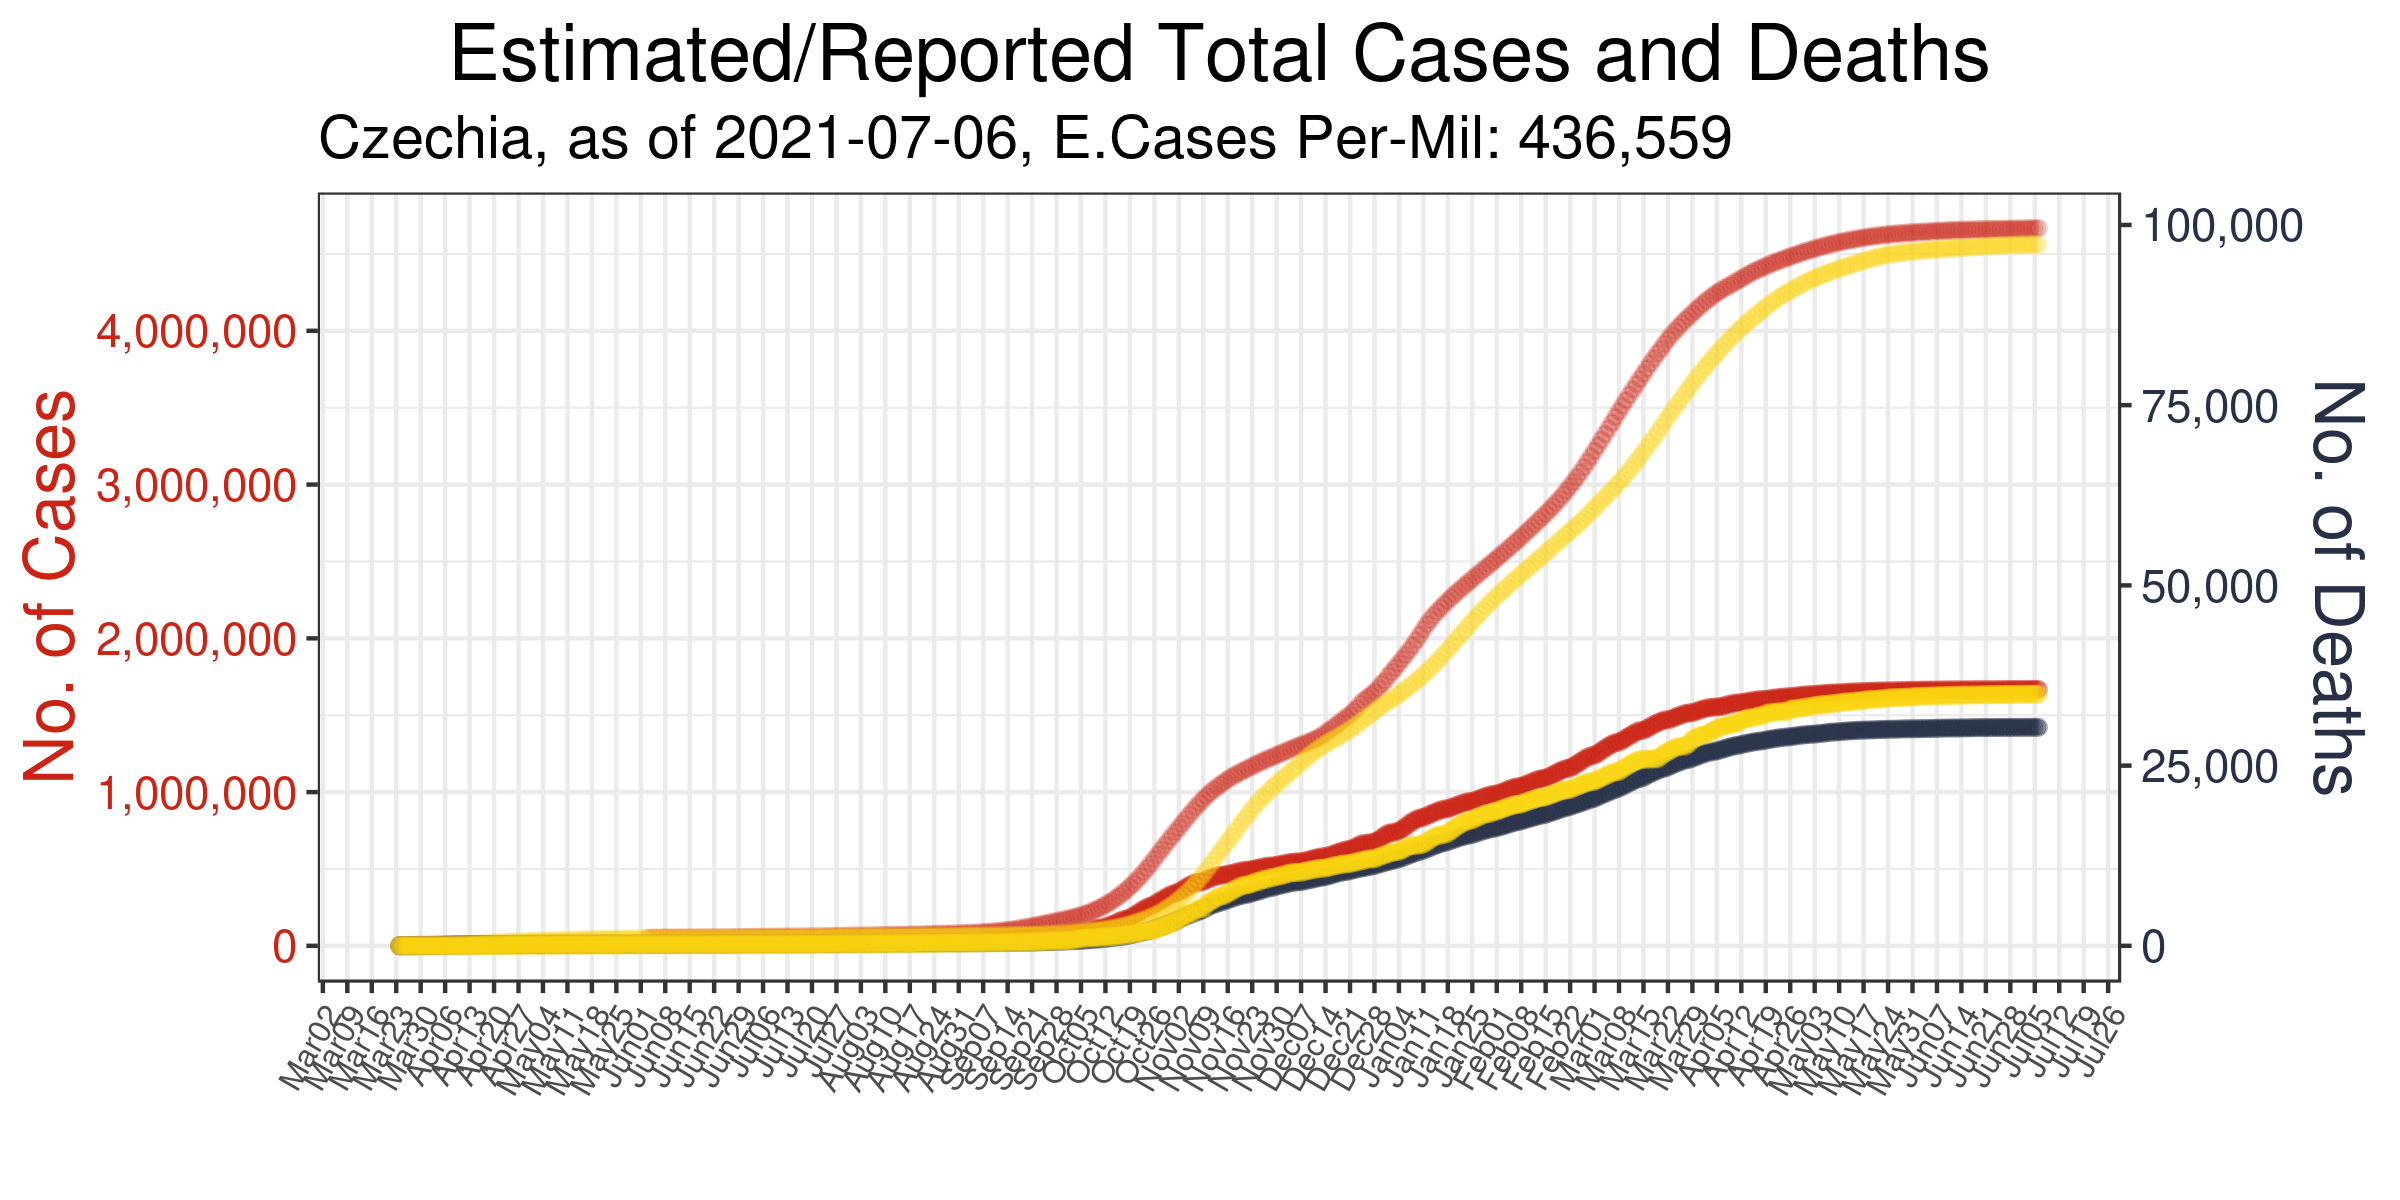 Estimated/Reported Total Cases and Deaths
Czechia, as of 2021-07-06, E.Cases Per-Mil: 436,559
No. of Cases
4,000,000
3,000,000
2,000,000
1,000,000
0
100,000
75,000
50,000
25,000
0
No. of Deaths
Mar02
Mar09
Mar16
Mar23
Mar30
Apr06
Apr13
Apr20
Apr27
May04
May11
May18
May25
Jun01
Jun08
Jun15
Jun22
Jun29
Jul06
Jul13
Jul20
Jul27
Aug03
Aug10
Aug17
Aug24
Aug31
Sep07
Sep14
Sep21
Sep28
Oct05
Oct12
Oct19
Oct26
Nov02
Nov09
Nov16
Nov23
Nov30
Dec07
Dec14
Dec21
Dec28
Jan04
Jan11
Jan18
Jan25
Feb01
Feb08
Feb15
Feb22
Mar01
Mar08
Mar15
Mar22
Mar29
Apr05
Apr12
Apr19
Apr26
May03
May10
May17
May24
May31
Jun07
Jun14
Jun21
Jun28
Jul05
Jul12
Jul19
Jul26